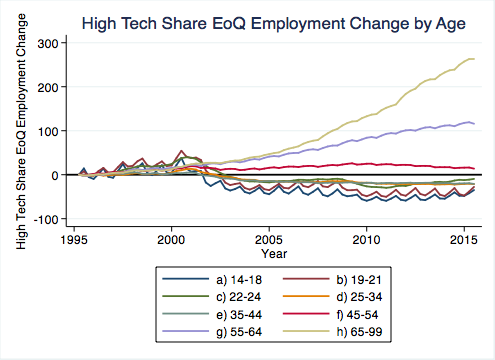 High Tech Share EoQ Employment Change by Age
High Tech Share EoQ Employment Change
300
200
100
0
-100
1995
2000
2005
2010
2015
Year
a) 14-18
b) 19-21
c) 22-24
d) 25-34
e) 35-44
f) 45-54
g) 55-64
h) 65-99